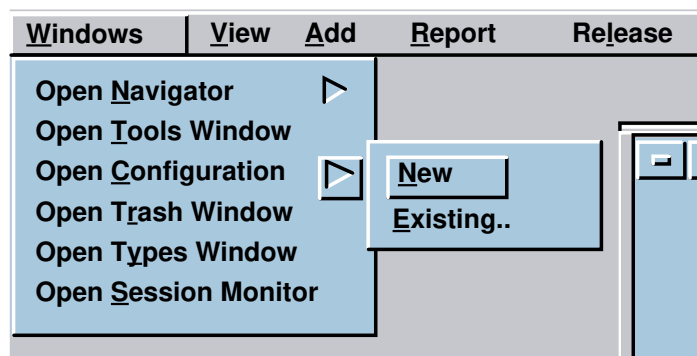 Windows View Add Report Release
Open Navigator
Open Tools Window
Open Configuration
New
Open Trash Window
Existing..
Open Types Window
Open Session Monitor